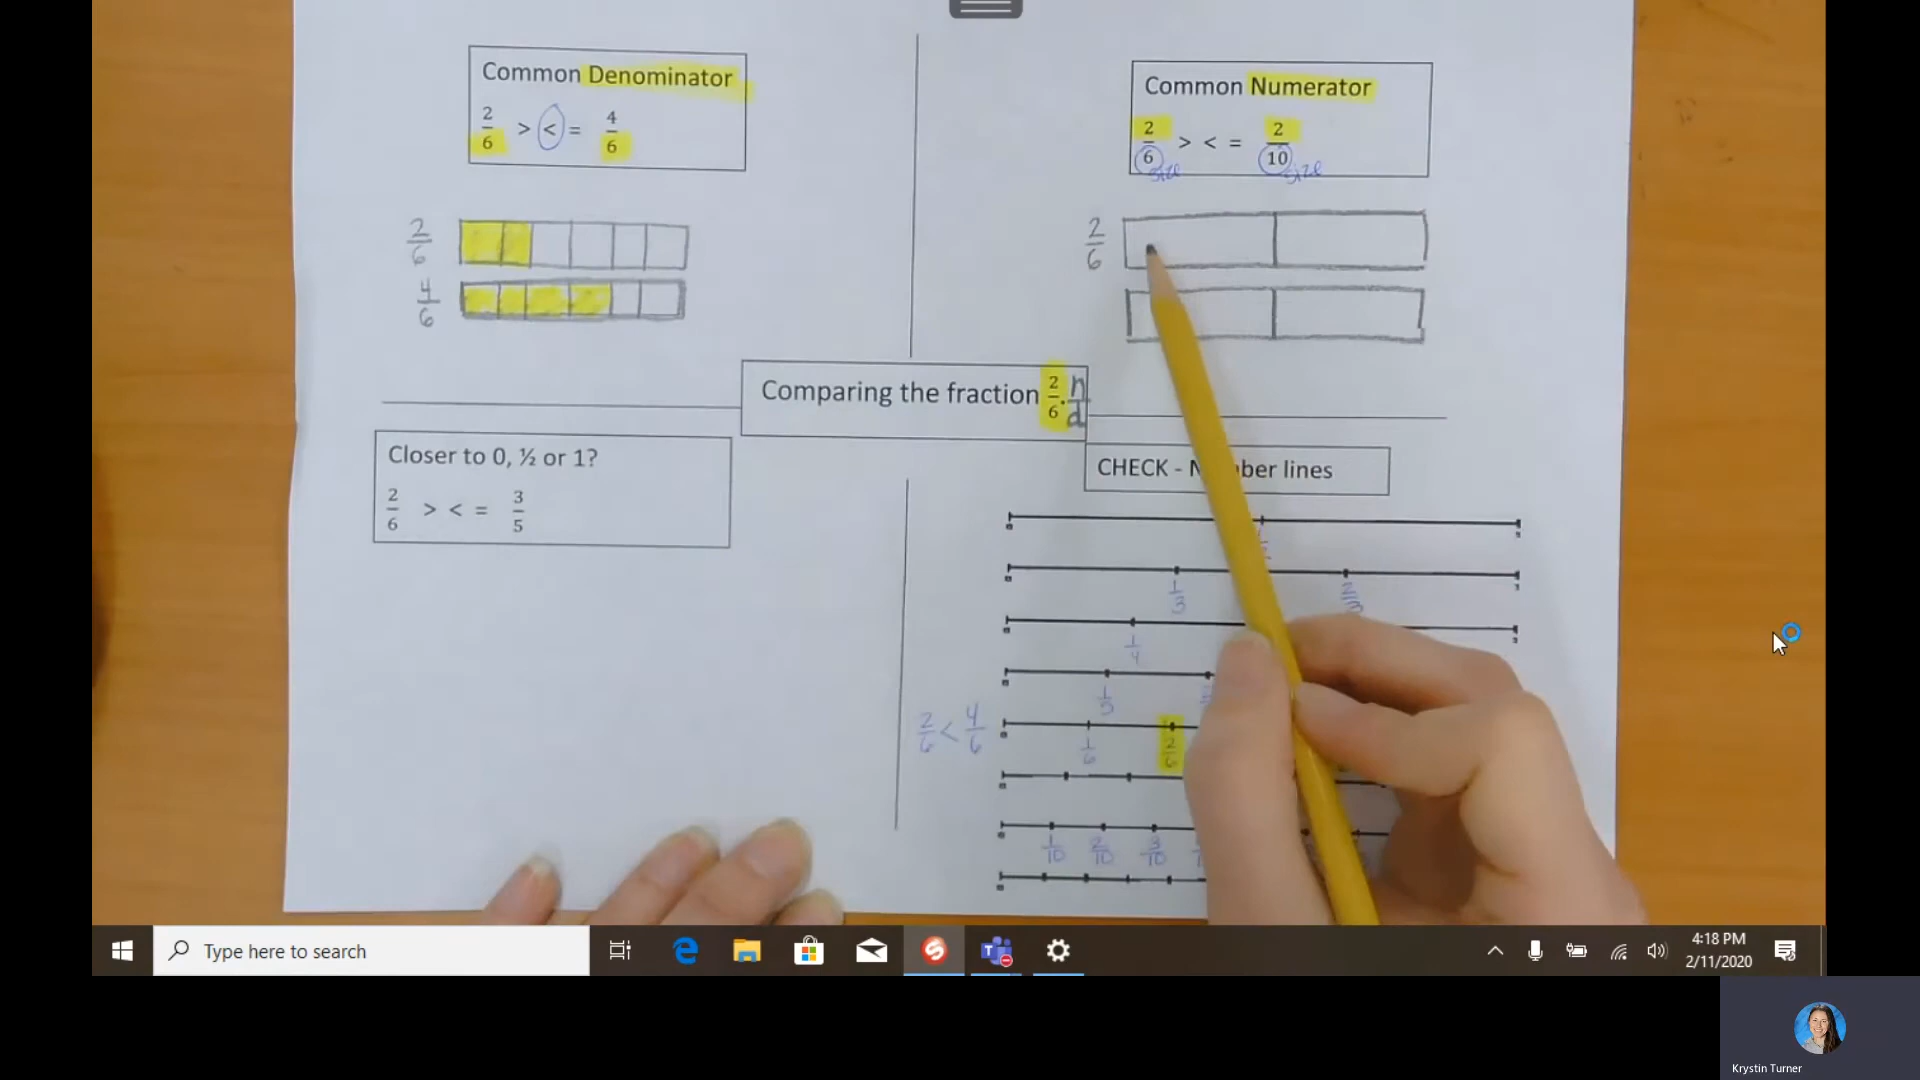 Common Denominator
2/6 > < = 4/6
Common Numerator
2/6 > < = 2/10
size size
2/6
4/6
2/6
Comparing the fraction 2/6. n/d
Closer to 0, ½ or 1?
2/6 > < = 3/5
CHECK - N ber lines
1/3 2/3
1/4
1/5
2/6 < 4/6
1/6 2/6
1/10 2/10 3/10
Type here to search
4:18 PM
2/11/2020
Krystin Turner